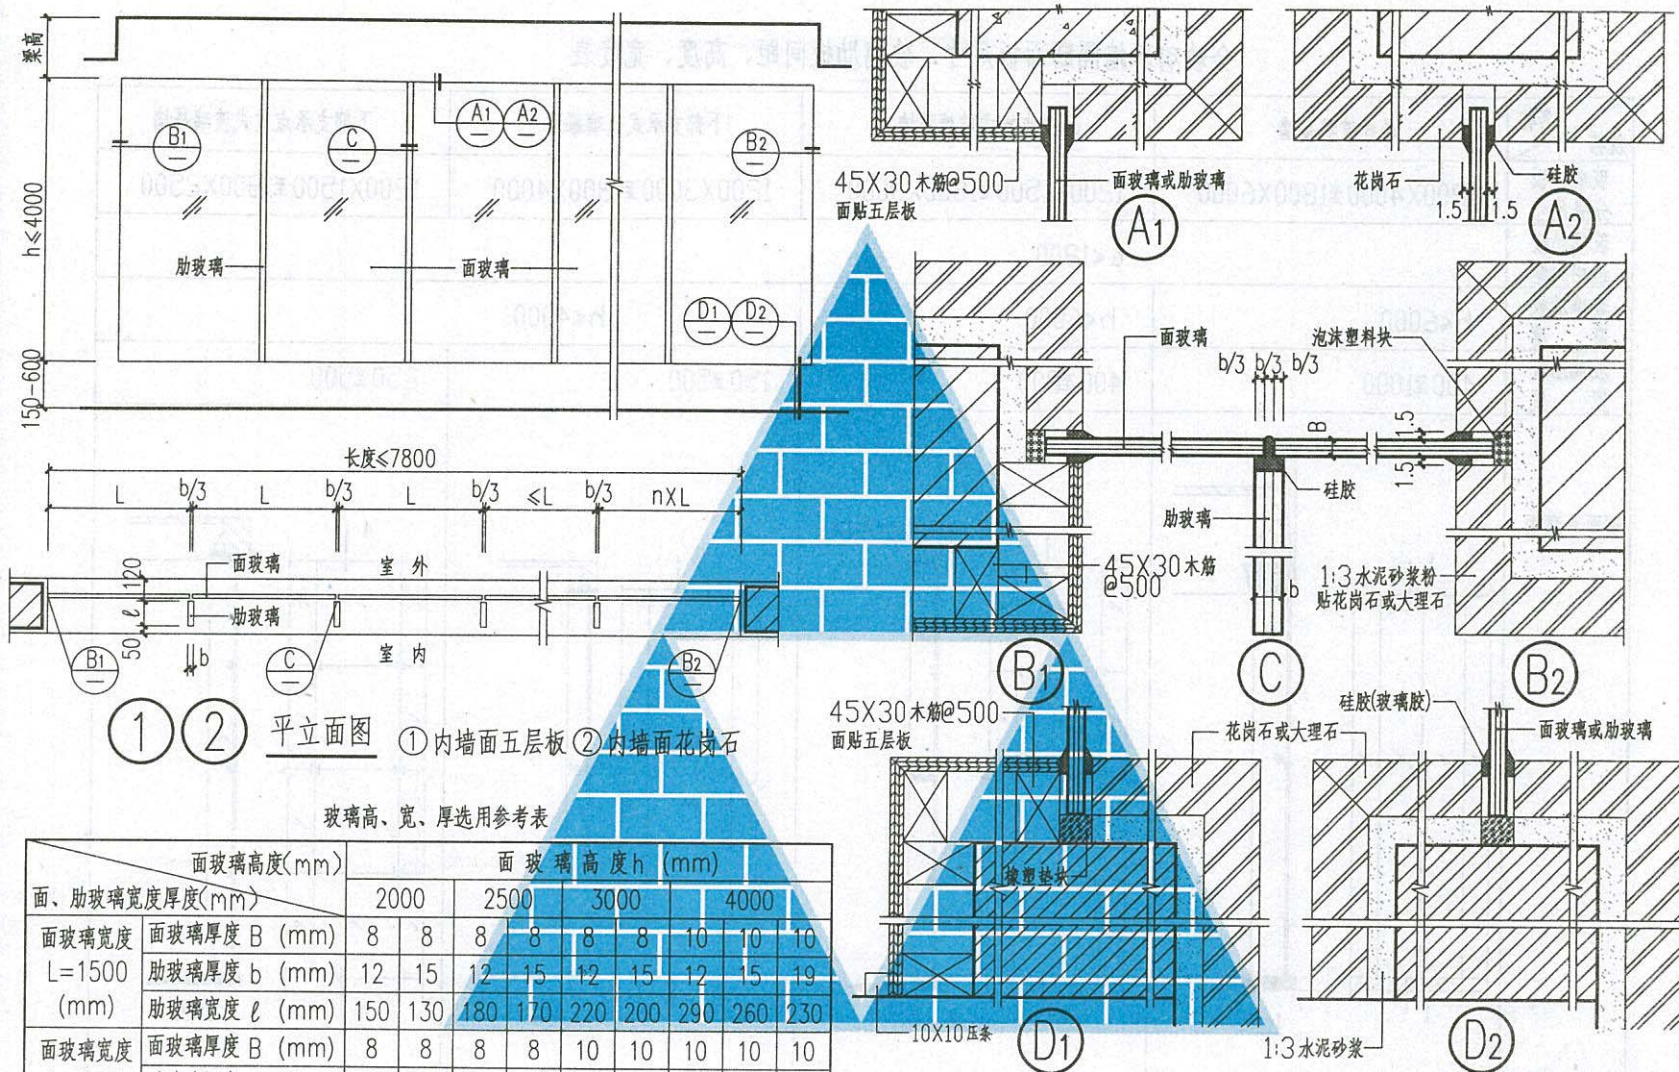 梁高
h≤4000
150-600
B1
C
A1 A2
B2
肋玻璃
面玻璃
D1 D2
45X30木筋@500
面贴五层板
面玻璃或肋玻璃
A1
花岗石
硅胶
1.5 1.5
A2
长度≤7800
L b/3 L b/3 L b/3 ≤L b/3 nXL
120
ℓ
50
面玻璃
室外
肋玻璃
室内
b
B1
C
B2
面玻璃
泡沫塑料块
b/3 b/3 b/3
B
1.5
1.5
硅胶
肋玻璃
45X30木筋
@500
b
1:3水泥砂浆粉
贴花岗石或大理石
B1
C
B2
① ② 平立面图 ①内墙面五层板②内墙面花岗石
45X30木筋@500
面贴五层板
花岗石或大理石
硅胶(玻璃胶)
面玻璃或肋玻璃
橡塑垫块
10X10压条
D1
1:3水泥砂浆
D2
玻璃高、宽、厚选用参考表
面玻璃高度(mm) 面玻璃高度h (mm)
面、肋玻璃宽度厚度(mm) 2000 2500 3000 4000
面玻璃宽度 L=1500 (mm) 面玻璃厚度 B (mm) 8 8 8 8 8 8 10 10 10
肋玻璃厚度 b (mm) 12 15 12 15 12 15 12 15 19
肋玻璃宽度 ℓ (mm) 150 130 180 170 220 200 290 260 230
面玻璃宽度 面玻璃厚度 B (mm) 8 8 8 8 10 10 10 10 10